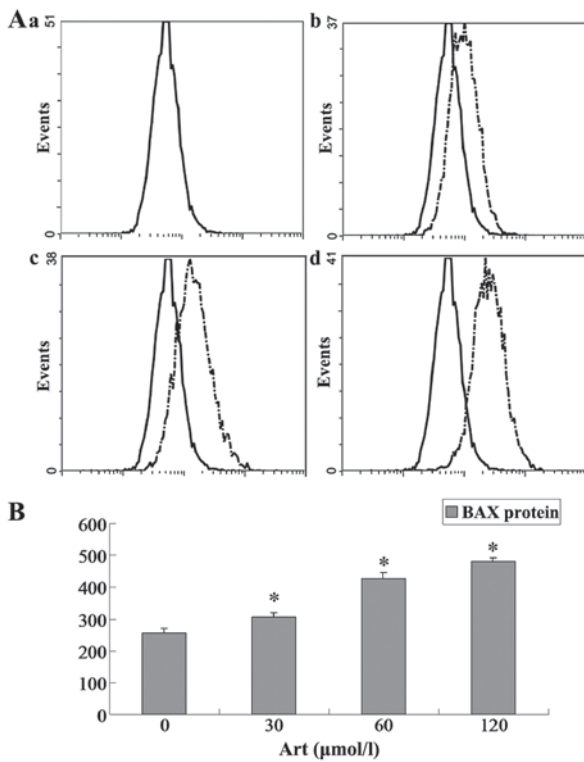 A a
51
Events
0
b
37
Events
0
c
38
Events
0
d
41
Events
0
B
BAX protein
600
500
400
300
200
100
0
* * *
0 30 60 120
Art (μmol/l)